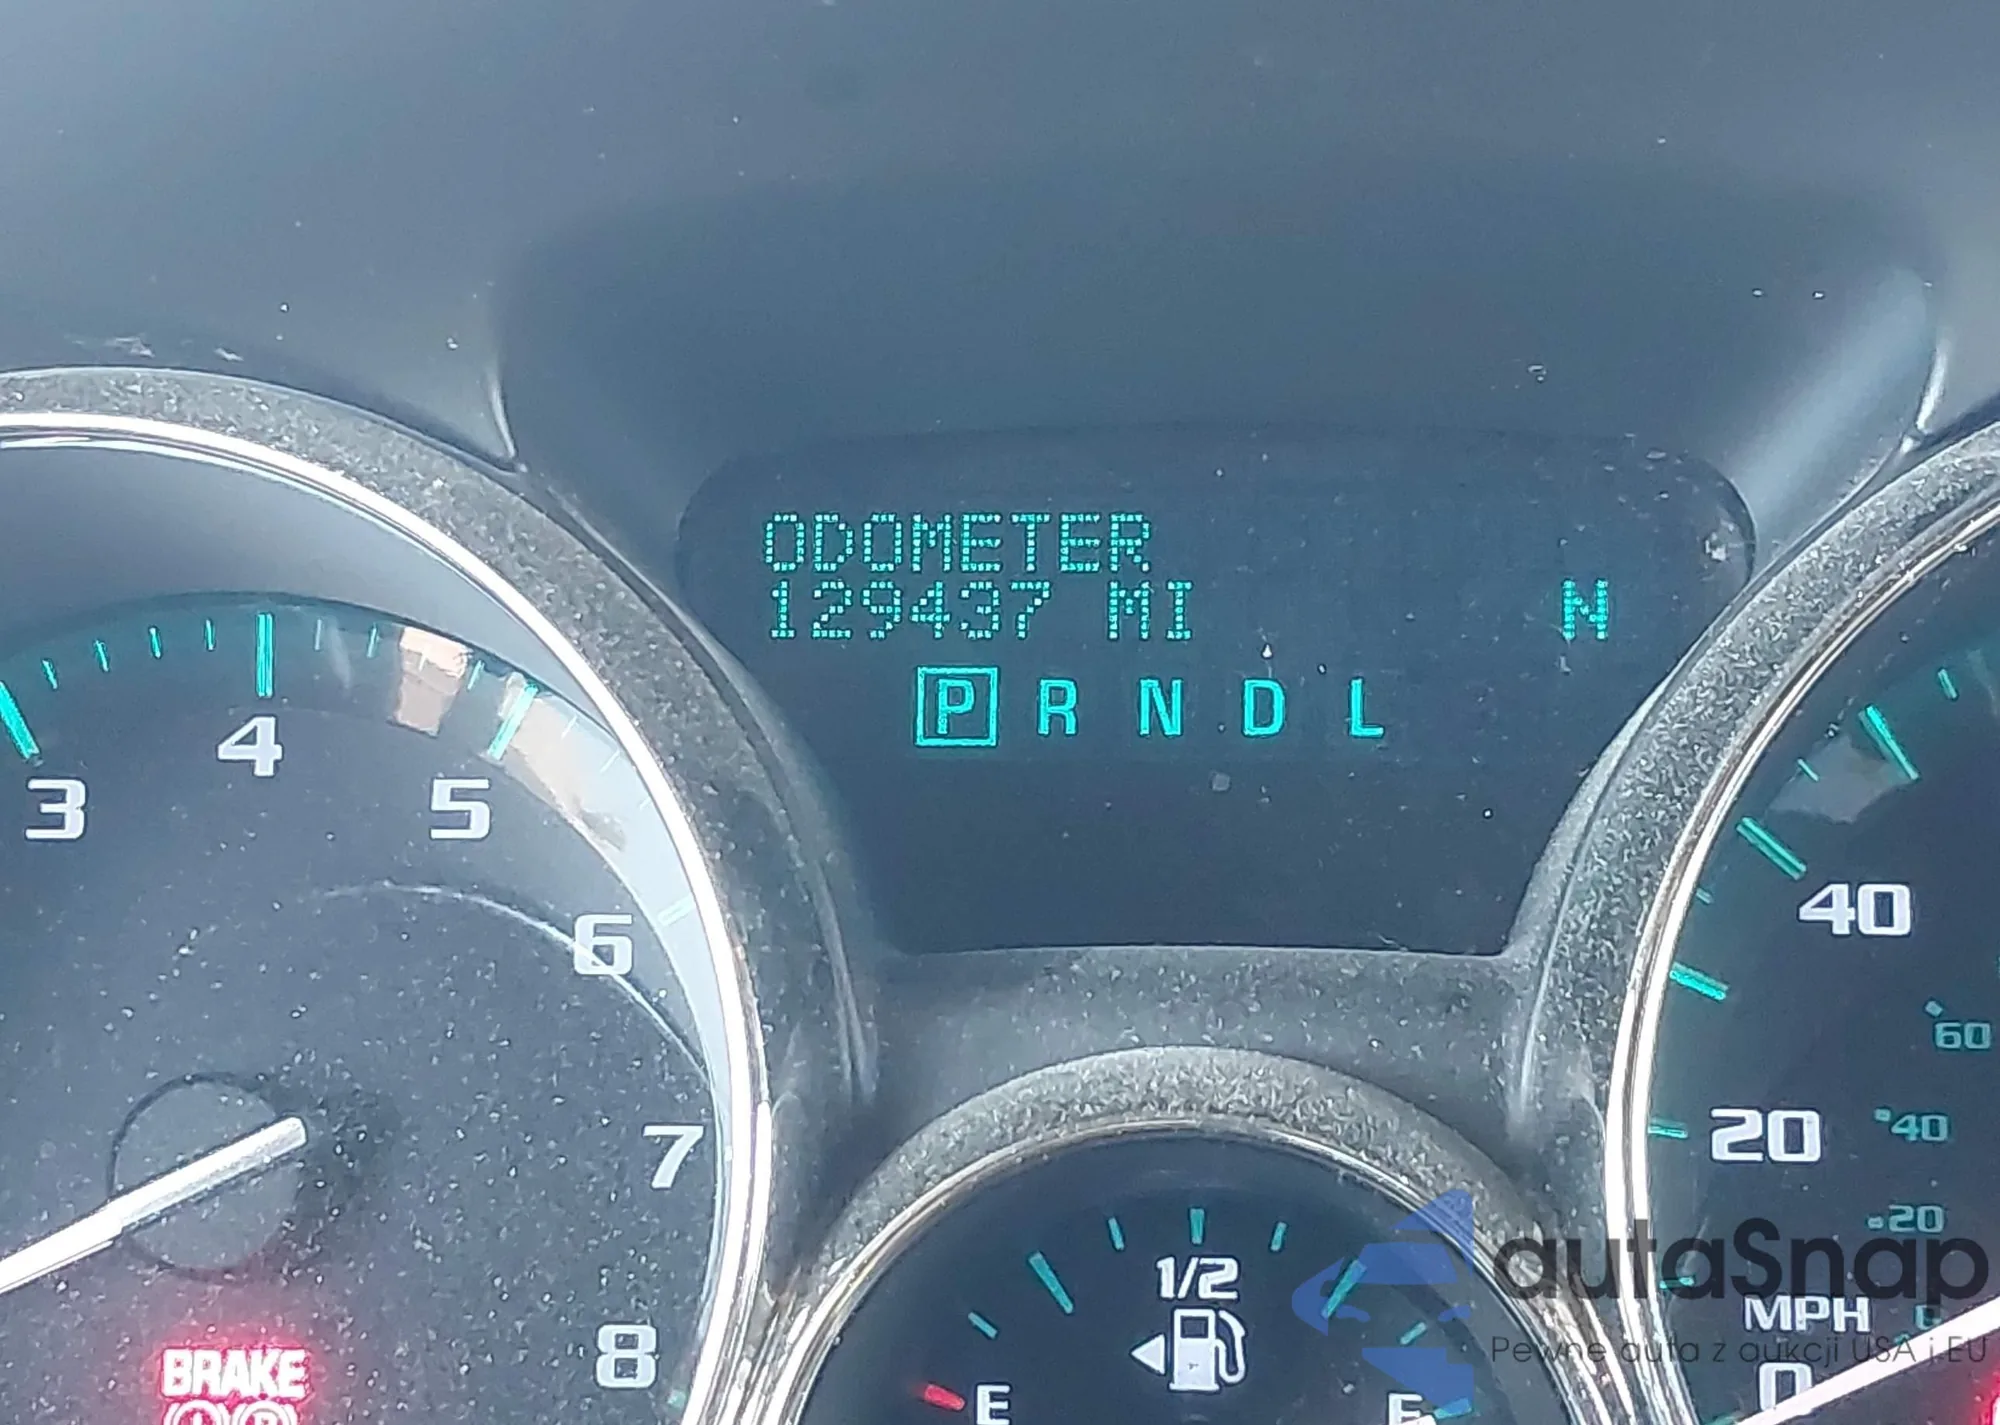 ODOMETER
129437 MI N
P R N D L
3
4
5
6
7
8
BRAKE
1/2
E
F
40
20
0
MPH
60
40
20
autaSnap
Pewne auta z aukcji USA i EU